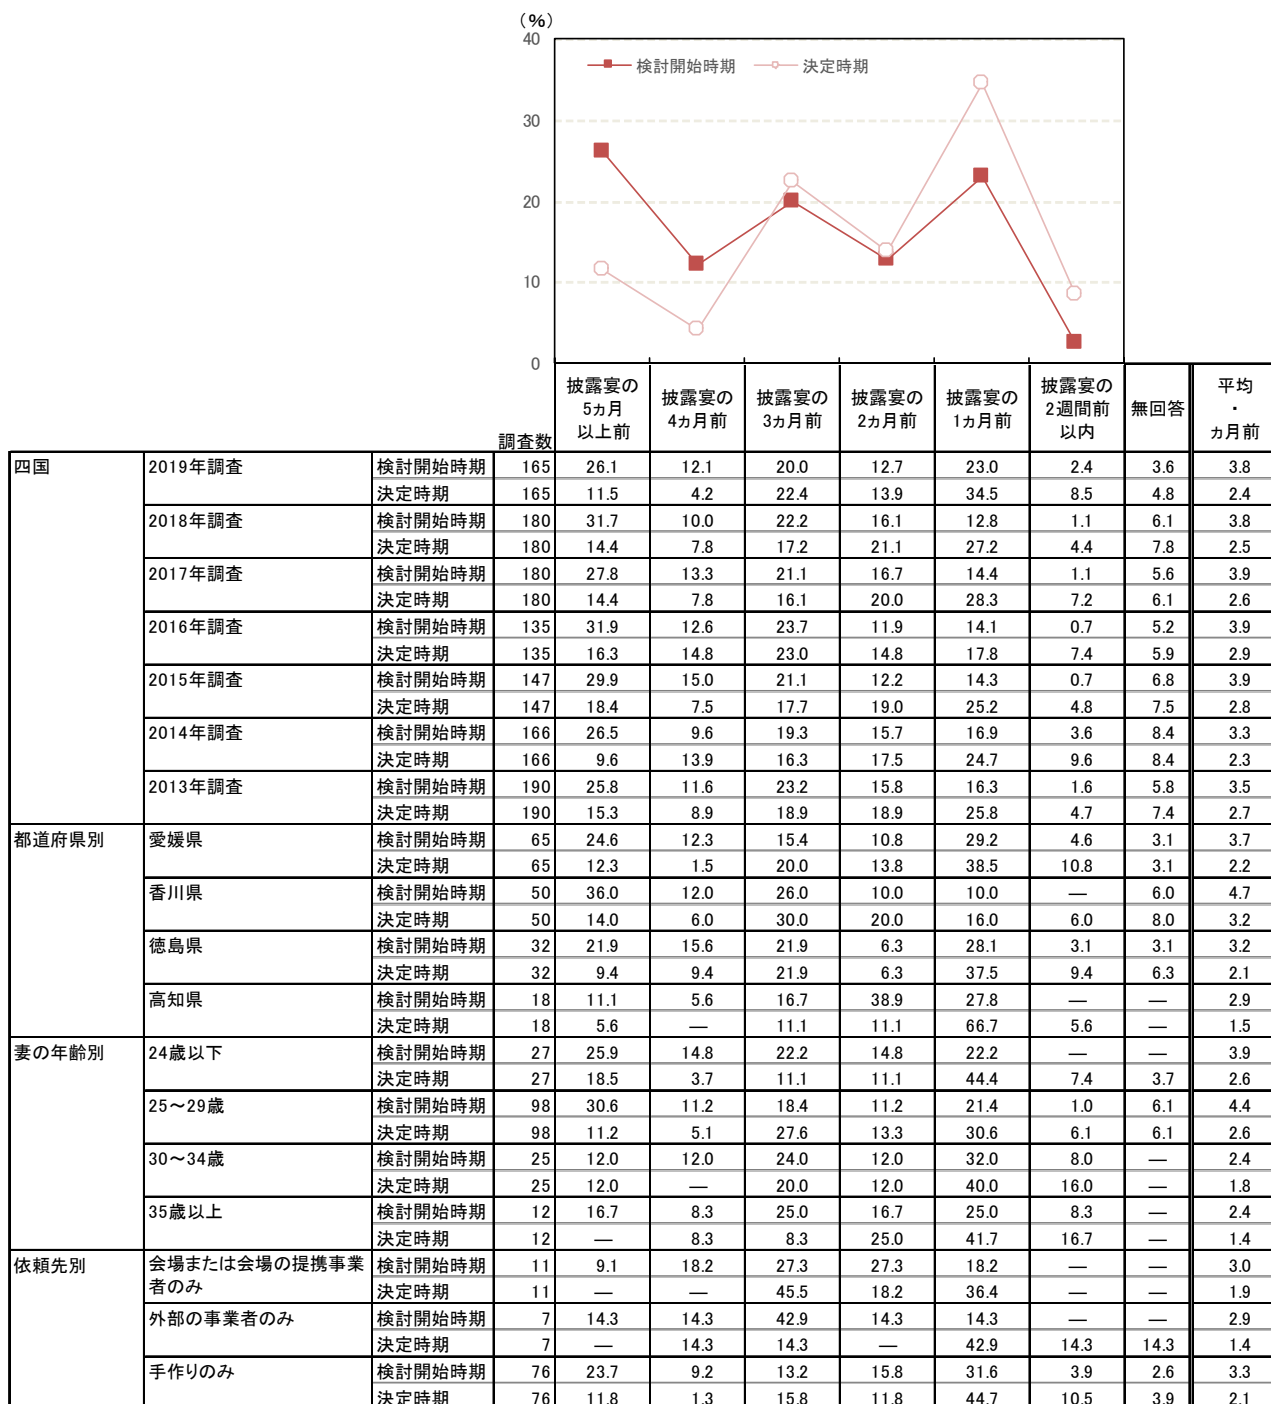 （%）
40
30
20
10
0
検討開始時期 決定時期
調査数 披露宴の5ヵ月以上前 披露宴の4ヵ月前 披露宴の3ヵ月前 披露宴の2ヵ月前 披露宴の1ヵ月前 披露宴の2週間前以内 無回答 平均・ヵ月前
四国 2019年調査 検討開始時期 165 26.1 12.1 20.0 12.7 23.0 2.4 3.6 3.8
決定時期 165 11.5 4.2 22.4 13.9 34.5 8.5 4.8 2.4
2018年調査 検討開始時期 180 31.7 10.0 22.2 16.1 12.8 1.1 6.1 3.8
決定時期 180 14.4 7.8 17.2 21.1 27.2 4.4 7.8 2.5
2017年調査 検討開始時期 180 27.8 13.3 21.1 16.7 14.4 1.1 5.6 3.9
決定時期 180 14.4 7.8 16.1 20.0 28.3 7.2 6.1 2.6
2016年調査 検討開始時期 135 31.9 12.6 23.7 11.9 14.1 0.7 5.2 3.9
決定時期 135 16.3 14.8 23.0 14.8 17.8 7.4 5.9 2.9
2015年調査 検討開始時期 147 29.9 15.0 21.1 12.2 14.3 0.7 6.8 3.9
決定時期 147 18.4 7.5 17.7 19.0 25.2 4.8 7.5 2.8
2014年調査 検討開始時期 166 26.5 9.6 19.3 15.7 16.9 3.6 8.4 3.3
決定時期 166 9.6 13.9 16.3 17.5 24.7 9.6 8.4 2.3
2013年調査 検討開始時期 190 25.8 11.6 23.2 15.8 16.3 1.6 5.8 3.5
決定時期 190 15.3 8.9 18.9 18.9 25.8 4.7 7.4 2.7
都道府県別 愛媛県 検討開始時期 65 24.6 12.3 15.4 10.8 29.2 4.6 3.1 3.7
決定時期 65 12.3 1.5 20.0 13.8 38.5 10.8 3.1 2.2
香川県 検討開始時期 50 36.0 12.0 26.0 10.0 10.0 — 6.0 4.7
決定時期 50 14.0 6.0 30.0 20.0 16.0 6.0 8.0 3.2
徳島県 検討開始時期 32 21.9 15.6 21.9 6.3 28.1 3.1 3.1 3.2
決定時期 32 9.4 9.4 21.9 6.3 37.5 9.4 6.3 2.1
高知県 検討開始時期 18 11.1 5.6 16.7 38.9 27.8 — — 2.9
決定時期 18 5.6 — 11.1 11.1 66.7 5.6 — 1.5
妻の年齢別 24歳以下 検討開始時期 27 25.9 14.8 22.2 14.8 22.2 — — 3.9
決定時期 27 18.5 3.7 11.1 11.1 44.4 7.4 3.7 2.6
25～29歳 検討開始時期 98 30.6 11.2 18.4 11.2 21.4 1.0 6.1 4.4
決定時期 98 11.2 5.1 27.6 13.3 30.6 6.1 6.1 2.6
30～34歳 検討開始時期 25 12.0 12.0 24.0 12.0 32.0 8.0 — 2.4
決定時期 25 12.0 — 20.0 12.0 40.0 16.0 — 1.8
35歳以上 検討開始時期 12 16.7 8.3 25.0 16.7 25.0 8.3 — 2.4
決定時期 12 — 8.3 8.3 25.0 41.7 16.7 — 1.4
依頼先別 会場または会場の提携事業者のみ 検討開始時期 11 9.1 18.2 27.3 27.3 18.2 — — 3.0
決定時期 11 — — 45.5 18.2 36.4 — — 1.9
外部の事業者のみ 検討開始時期 7 14.3 14.3 42.9 14.3 14.3 — — 2.9
決定時期 7 — 14.3 14.3 — 42.9 14.3 14.3 1.4
手作りのみ 検討開始時期 76 23.7 9.2 13.2 15.8 31.6 3.9 2.6 3.3
決定時期 76 11.8 1.3 15.8 11.8 44.7 10.5 3.9 2.1